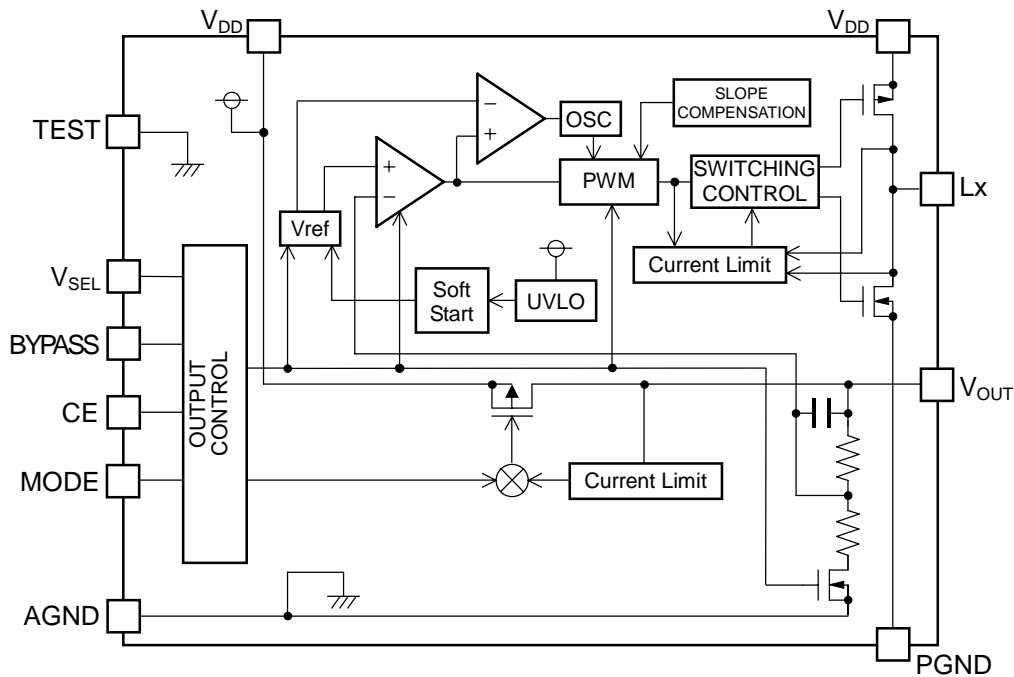 VDD
VDD
TEST
−
+
OSC
SLOPE
COMPENSATION
+
−
PWM
SWITCHING
CONTROL
Lx
Vref
Current Limit
VSEL
Soft
Start
UVLO
BYPASS
OUTPUT
CONTROL
VOUT
CE
MODE
Current Limit
AGND
PGND